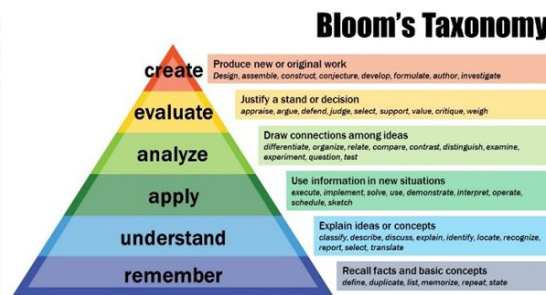 Bloom's Taxonomy
create
Produce new or original work
Design, assemble, construct, conjecture, develop, formulate, author, investigate
evaluate
Justify a stand or decision
appraise, argue, defend, judge, select, support, value, critique, weigh
analyze
Draw connections among ideas
differentiate, organize, relate, compare, contrast, distinguish, examine,
experiment, question, test
apply
Use information in new situations
execute, implement, solve, use, demonstrate, interpret, operate,
schedule, sketch
understand
Explain ideas or concepts
classify, describe, discuss, explain, identify, locate, recognize,
report, select, translate
remember
Recall facts and basic concepts
define, duplicate, list, memorize, repeat, state